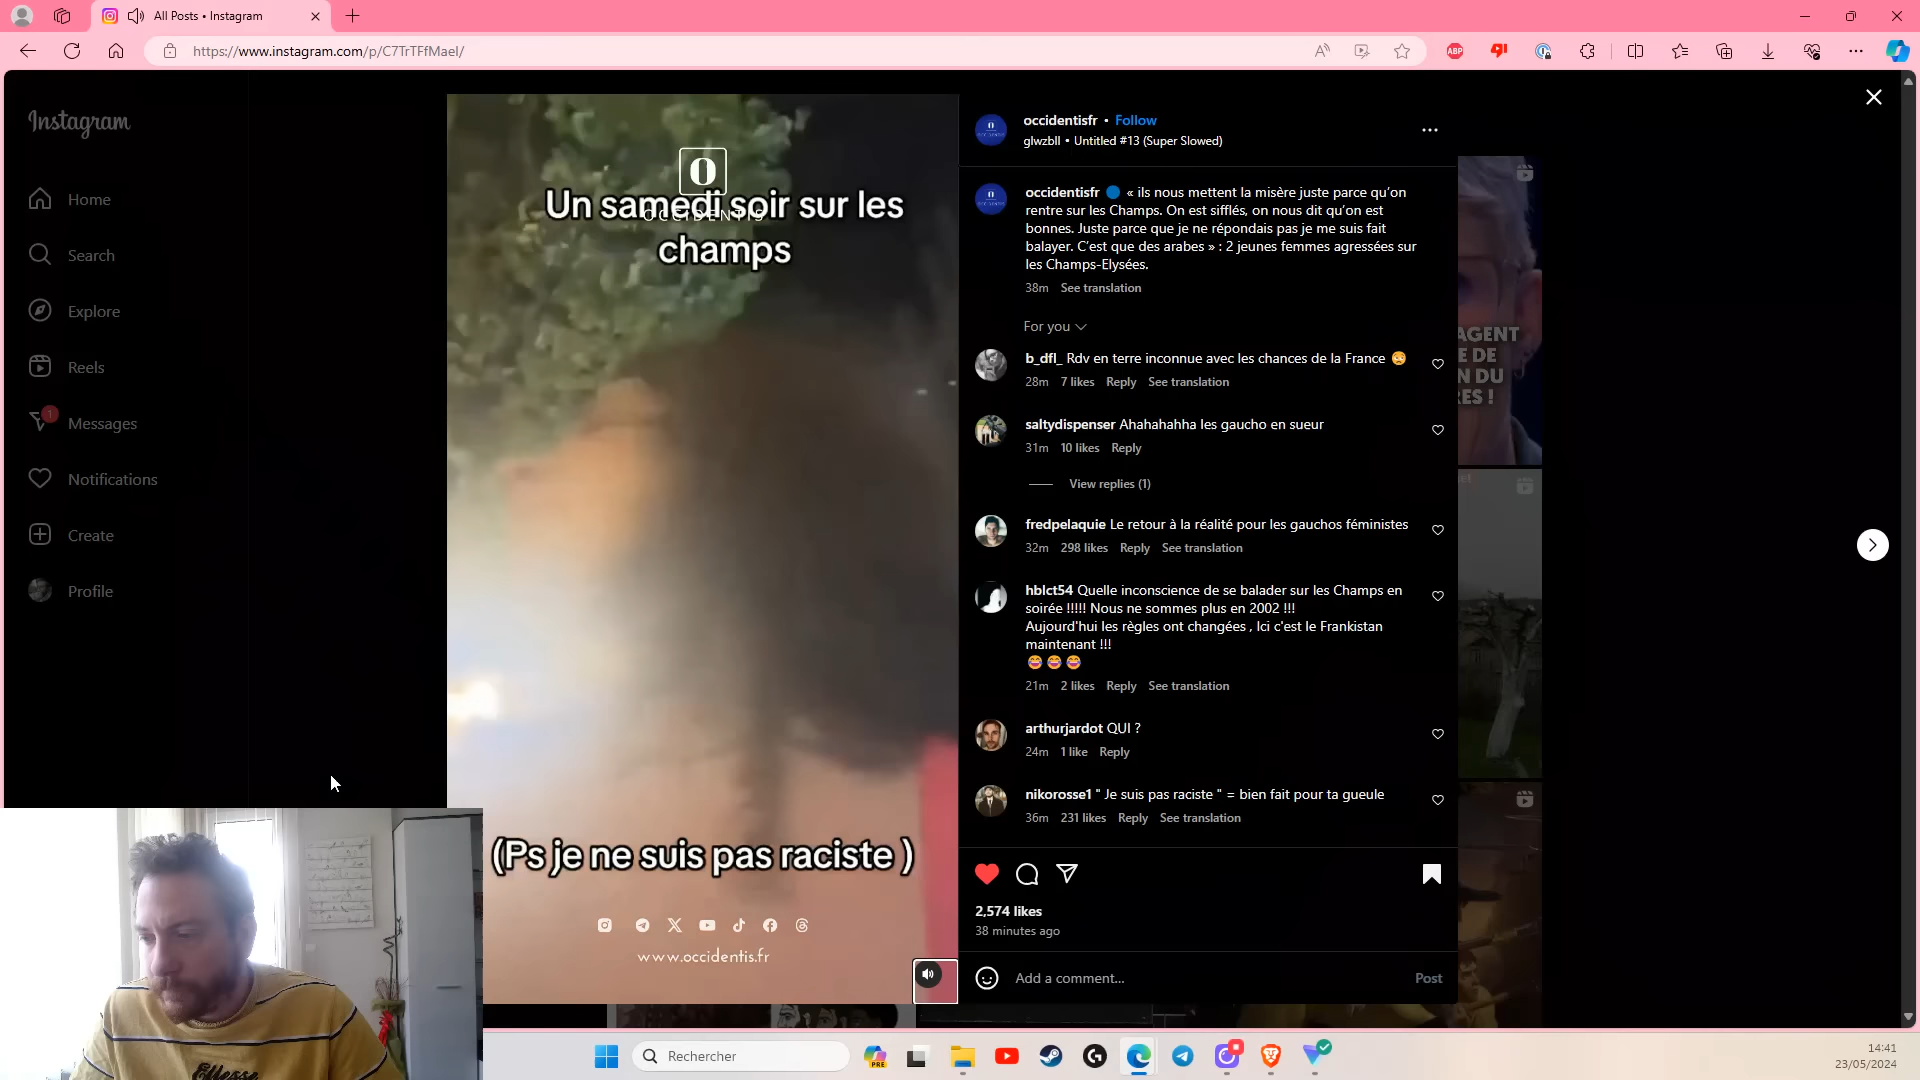 All Posts • Instagram
https://www.instagram.com/p/C7TrTFfMael/
ABP
Instagram
Home
Search
Explore
Reels
1
Messages
Notifications
Create
Profile
O
OCCIDENTIS
Un samedi soir sur les
champs
(Ps je ne suis pas raciste )
www.occidentis.fr
occidentisfr • Follow
glwzbll • Untitled #13 (Super Slowed)
occidentisfr 🔵 « ils nous mettent la misère juste parce qu’on
rentre sur les Champs. On est sifflés, on nous dit qu’on est
bonnes. Juste parce que je ne répondais pas je me suis fait
balayer. C’est que des arabes » : 2 jeunes femmes agressées sur
les Champs-Elysées.
38m See translation
For you
b_dfl_ Rdv en terre inconnue avec les chances de la France
28m 7 likes Reply See translation
saltydispenser Ahahahahha les gaucho en sueur
31m 10 likes Reply
View replies (1)
fredpelaquie Le retour à la réalité pour les gauchos féministes
32m 298 likes Reply See translation
hblct54 Quelle inconscience de se balader sur les Champs en
soirée !!!!! Nous ne sommes plus en 2002 !!!
Aujourd'hui les règles ont changées , Ici c'est le Frankistan
maintenant !!!
😂 😂 😂
21m 2 likes Reply See translation
arthurjardot QUI ?
24m 1 like Reply
nikorosse1 " Je suis pas raciste " = bien fait pour ta gueule
36m 231 likes Reply See translation
2,574 likes
38 minutes ago
Add a comment...
Post
AGENT
E DE
N DU
RES !
Ellesse
Rechercher
PRE
14:41
23/05/2024